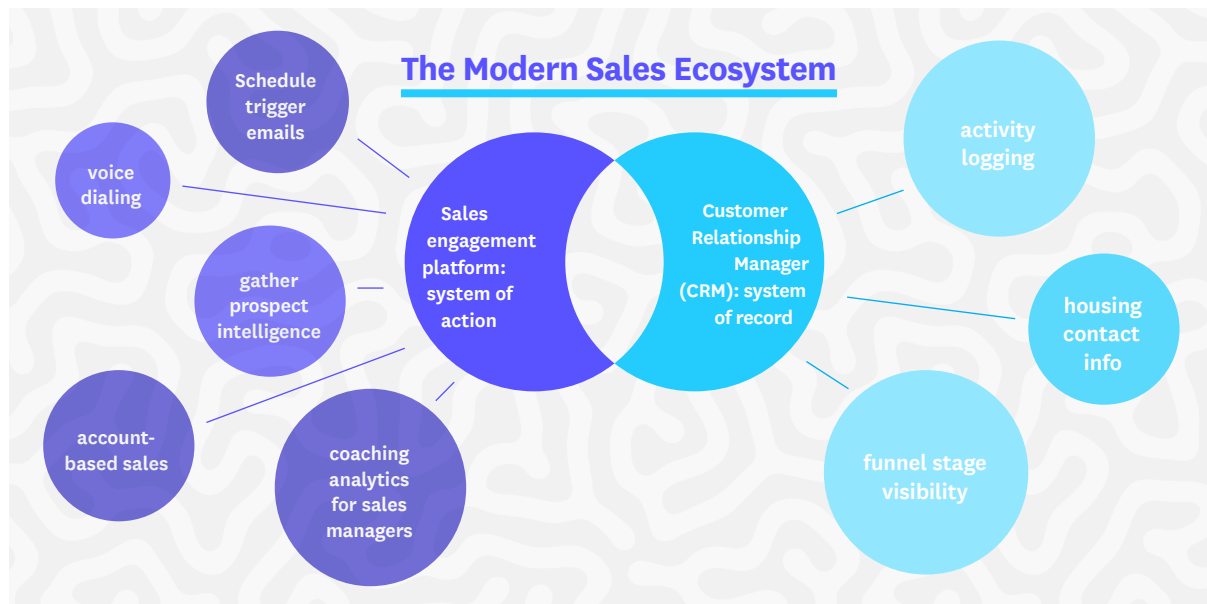 The Modern Sales Ecosystem
Schedule
trigger
emails
voice
dialing
gather
prospect
intelligence
account-
based sales
coaching
analytics
for sales
managers
Sales
engagement
platform:
system of
action
Customer
Relationship
Manager
(CRM): system
of record
activity
logging
housing
contact
info
funnel stage
visibility